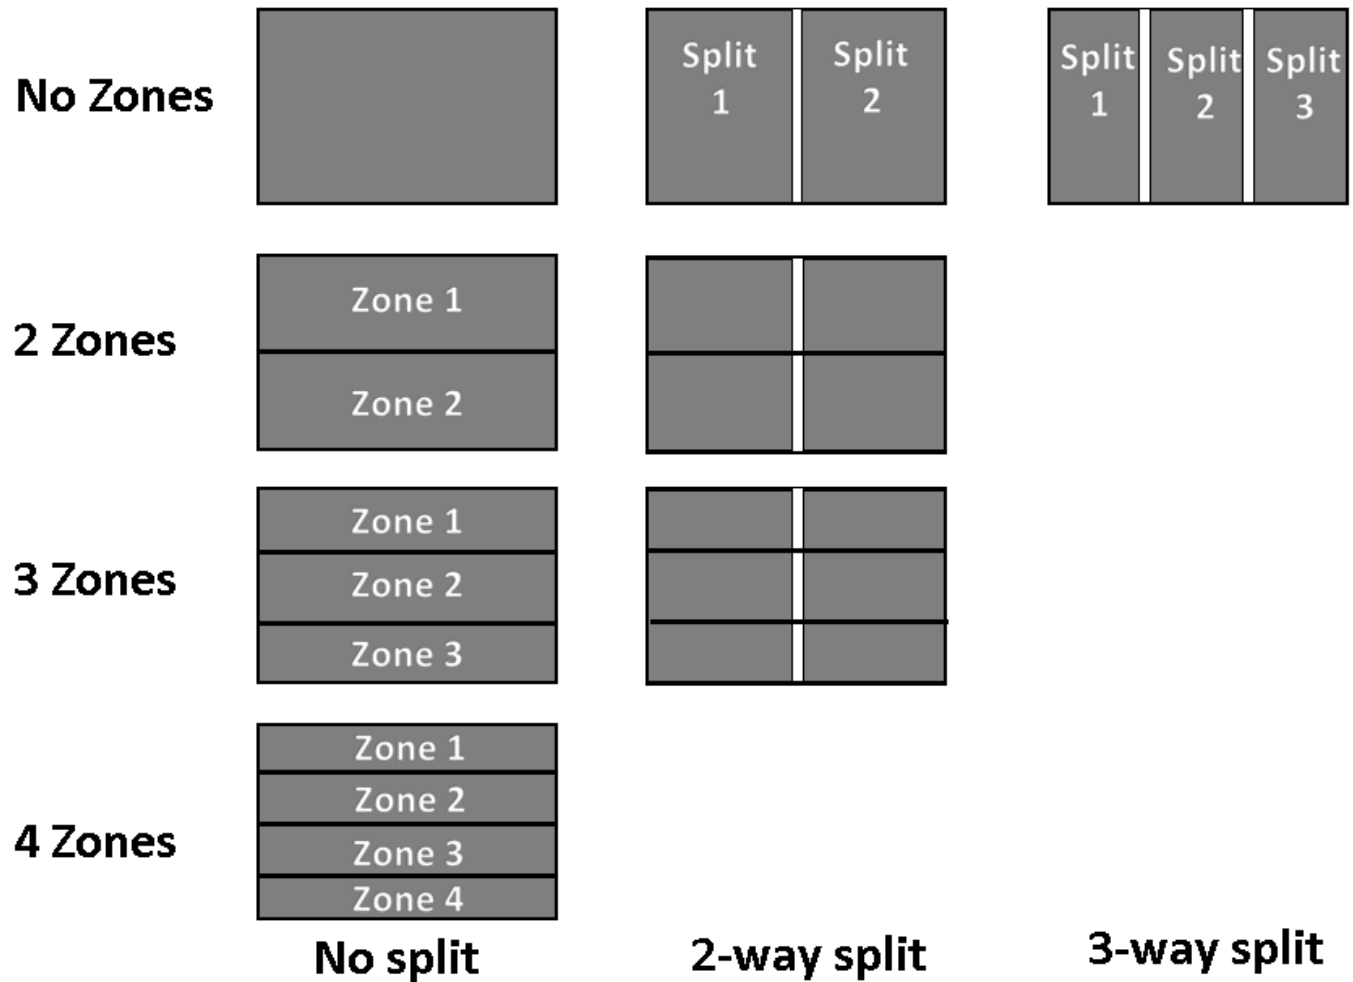 No Zones
Split
1
Split
2
Split
1
Split
2
Split
3
2 Zones
Zone 1
Zone 2
3 Zones
Zone 1
Zone 2
Zone 3
4 Zones
Zone 1
Zone 2
Zone 3
Zone 4
No split
2-way split
3-way split